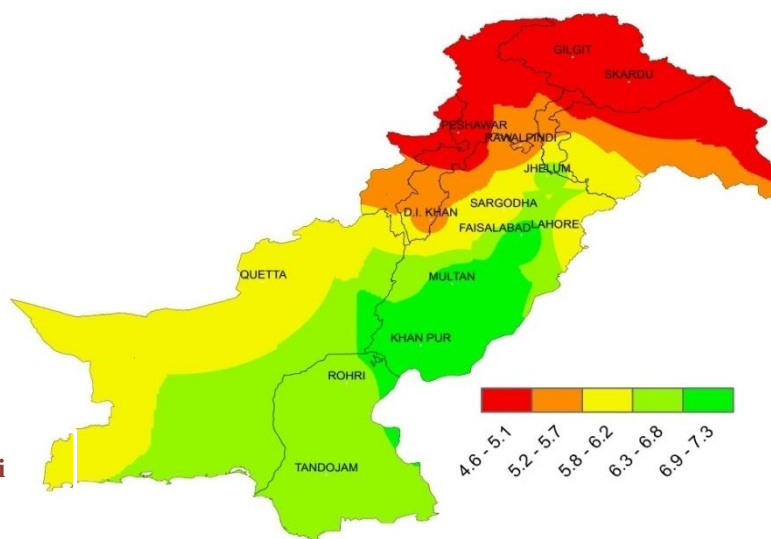 GILGIT
SKARDU
PESHAWAR
RAWALPINDI
JHELUM
SARGODHA
D.I. KHAN
FAISALABAD
LAHORE
QUETTA
MULTAN
KHAN PUR
ROHRI
TANDOJAM
4.6 - 5.1
5.2 - 5.7
5.8 - 6.2
6.3 - 6.8
6.9 - 7.3
i